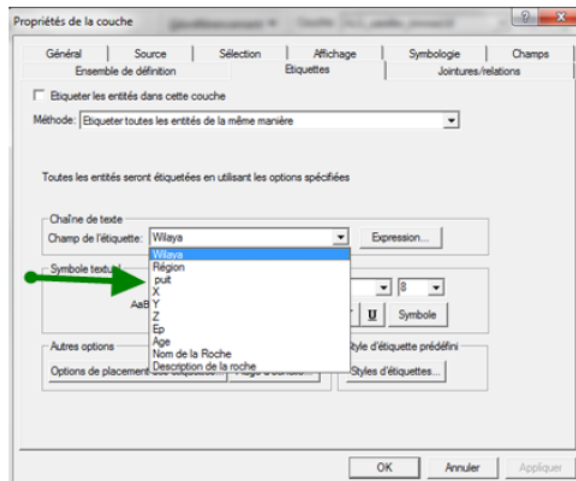 Propriétés de la couche
Général Source Sélection Affichage Symbologie Champs
Ensemble de définition Etiquettes Jointures/relations
Etiqueter les entités dans cette couche
Méthode: Etiqueter toutes les entités de la même manière
Toutes les entités seront étiquetées en utilisant les options spécifiées
Chaîne de texte
Champ de l'étiquette: Wilaya Expression...
Wilaya
Région
puit
X
Y
Z
Ep
Age
Nom de la Roche
Description de la roche
Symbole
AaB
8
U Symbole
Autres options
Options de placement
Style d'étiquette prédéfini
Styles d'étiquettes...
OK Annuler Appliquer